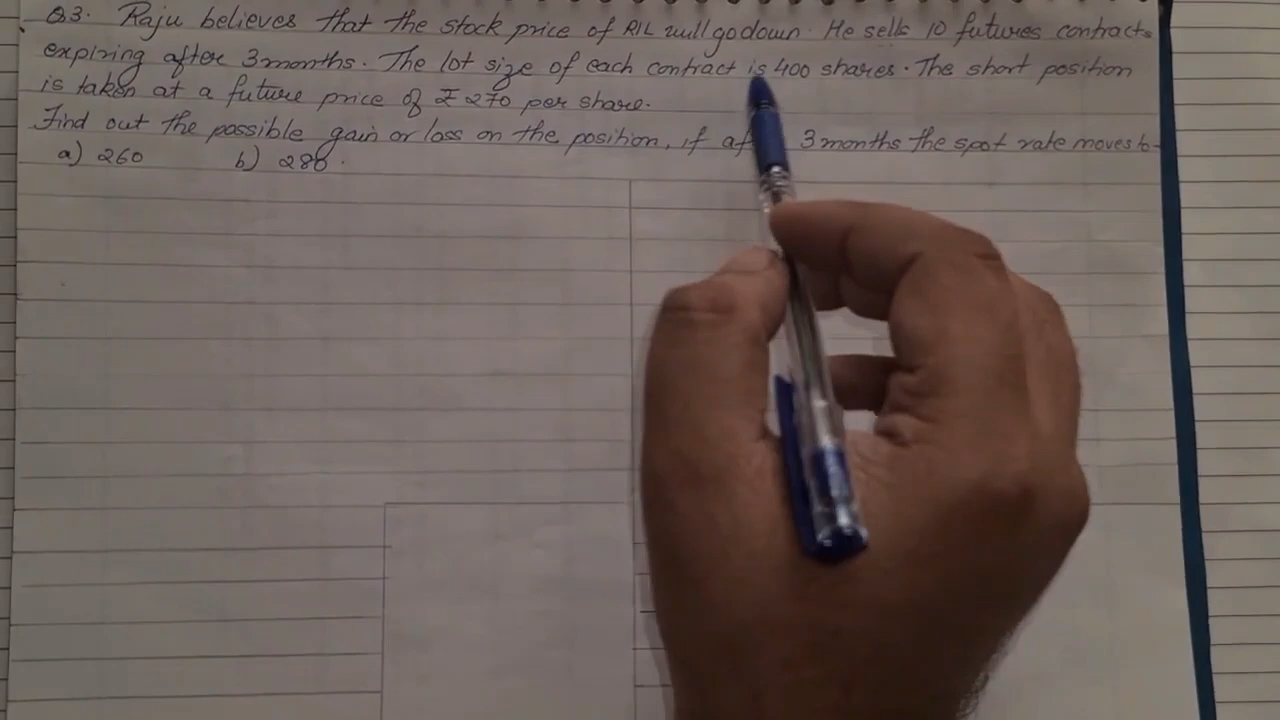 Q3. Raju believes that the stock price of RIL will go down. He sells 10 futures contracts
expiring after 3 months. The lot size of each contract is 400 shares. The short position
is taken at a future price of ₹ 270 per share.
Find out the possible gain or loss on the position, if 3 months the spot rate moves to-
a) 260 b) 280.